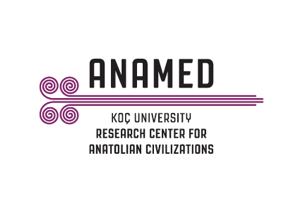 ANAMED
KOÇ UNIVERSITY
RESEARCH CENTER FOR
ANATOLIAN CIVILIZATIONS